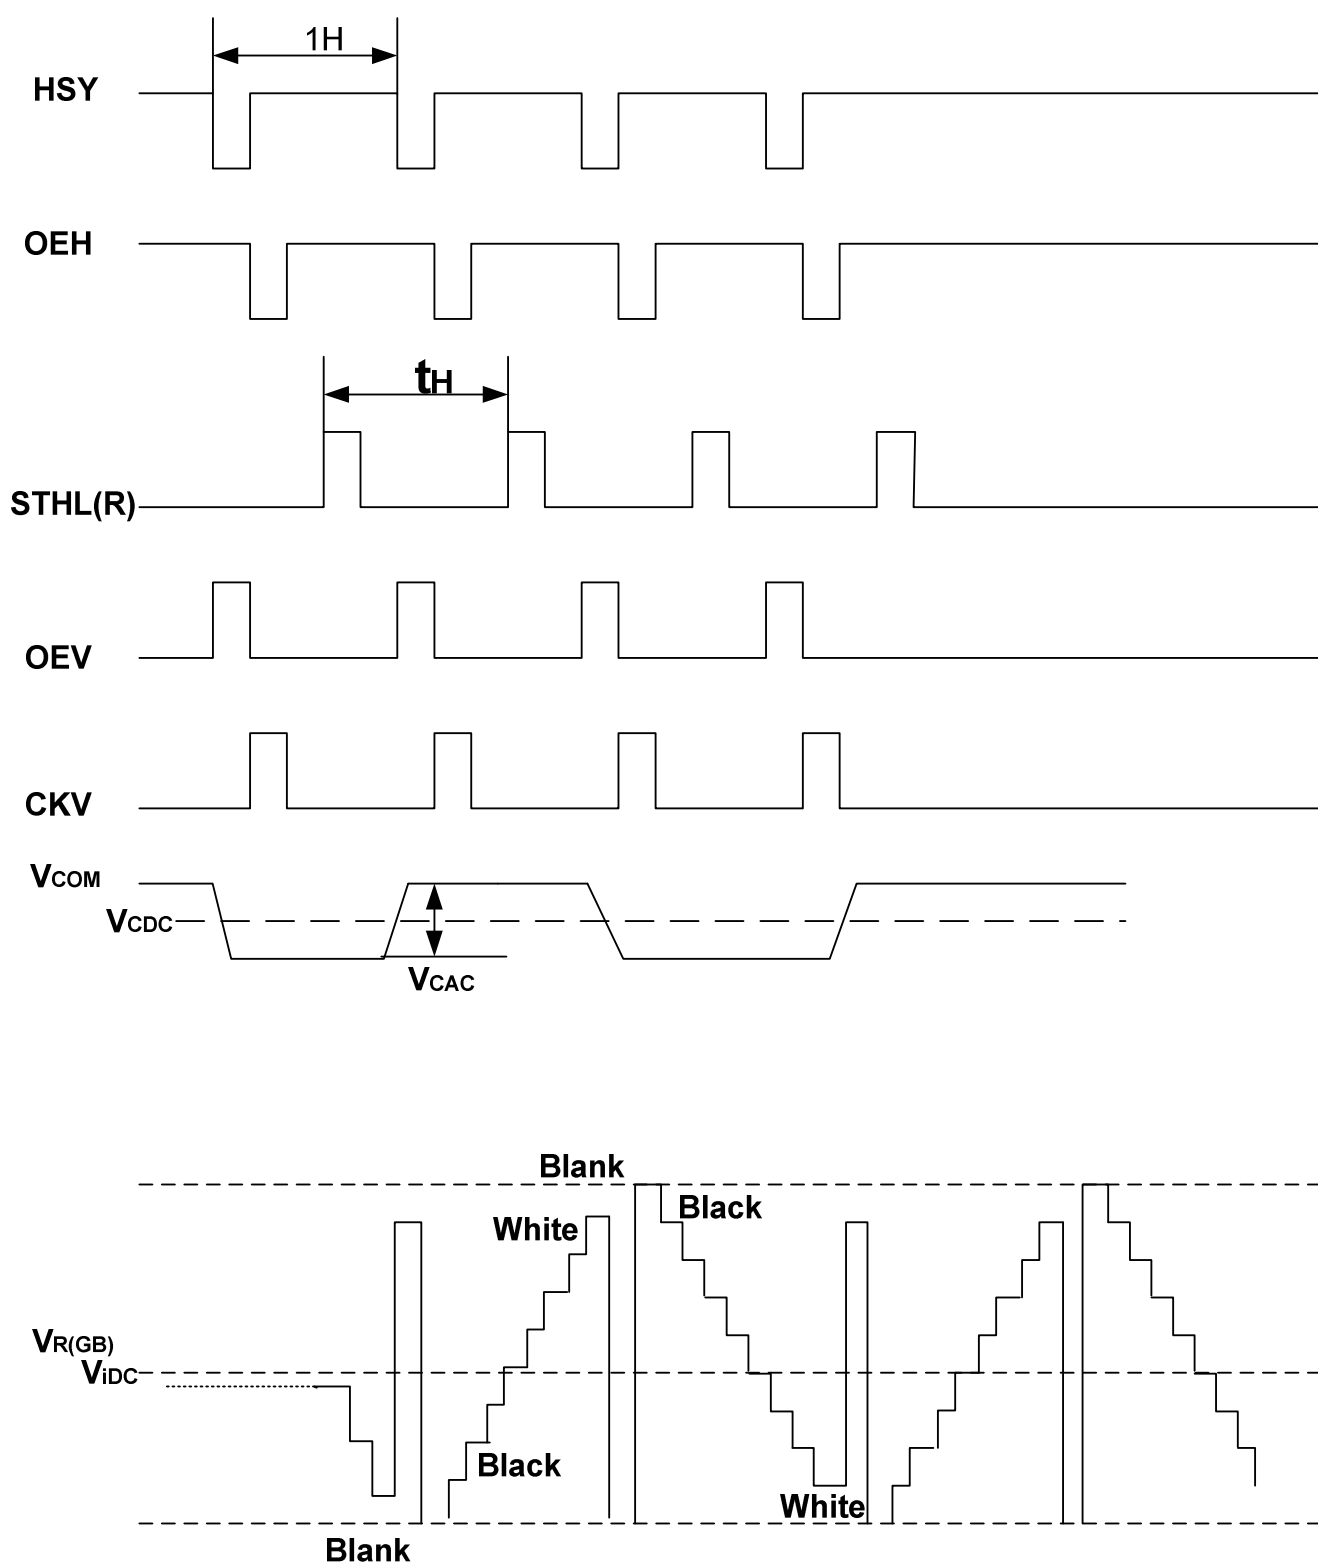 1H
HSY
OEH
tH
STHL(R)
OEV
CKV
VCOM
VCDC
VCAC
Blank
Black
White
VR(GB)
ViDC
Black
White
Blank